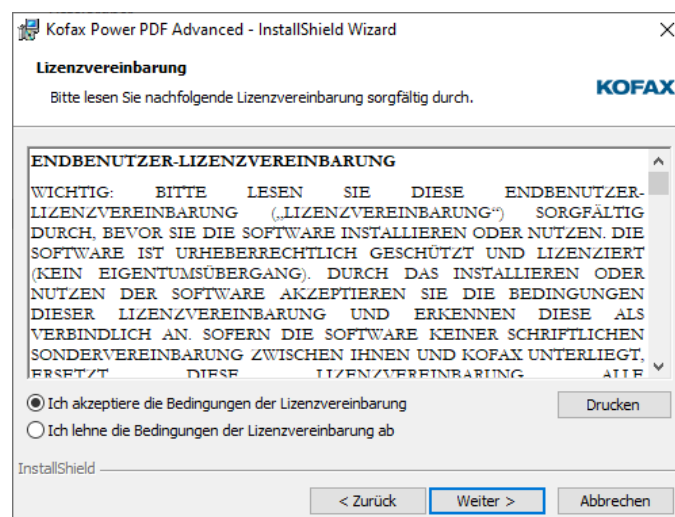 Kofax Power PDF Advanced - InstallShield Wizard
Lizenzvereinbarung
Bitte lesen Sie nachfolgende Lizenzvereinbarung sorgfältig durch.
KOFAX
ENDBENUTZER-LIZENZVEREINBARUNG
WICHTIG: BITTE LESEN SIE DIESE ENDBENUTZER-
LIZENZVEREINBARUNG („LIZENZVEREINBARUNG“) SORGFÄLTIG
DURCH, BEVOR SIE DIE SOFTWARE INSTALLIEREN ODER NUTZEN. DIE
SOFTWARE IST URHEBERRECHTLICH GESCHÜTZT UND LIZENZIERT
(KEIN EIGENTUMSÜBERGANG). DURCH DAS INSTALLIEREN ODER
NUTZEN DER SOFTWARE AKZEPTIEREN SIE DIE BEDINGUNGEN
DIESER LIZENZVEREINBARUNG UND ERKENNEN DIESE ALS
VERBINDLICH AN. SOFERN DIE SOFTWARE KEINER SCHRIFTLICHEN
SONDERVEREINBARUNG ZWISCHEN IHNEN UND KOFAX UNTERLIEGT,
ERSETZT DIESE LIZENZVEREINBARUNG ALLE
Ich akzeptiere die Bedingungen der Lizenzvereinbarung
Drucken
Ich lehne die Bedingungen der Lizenzvereinbarung ab
InstallShield
< Zurück
Weiter >
Abbrechen